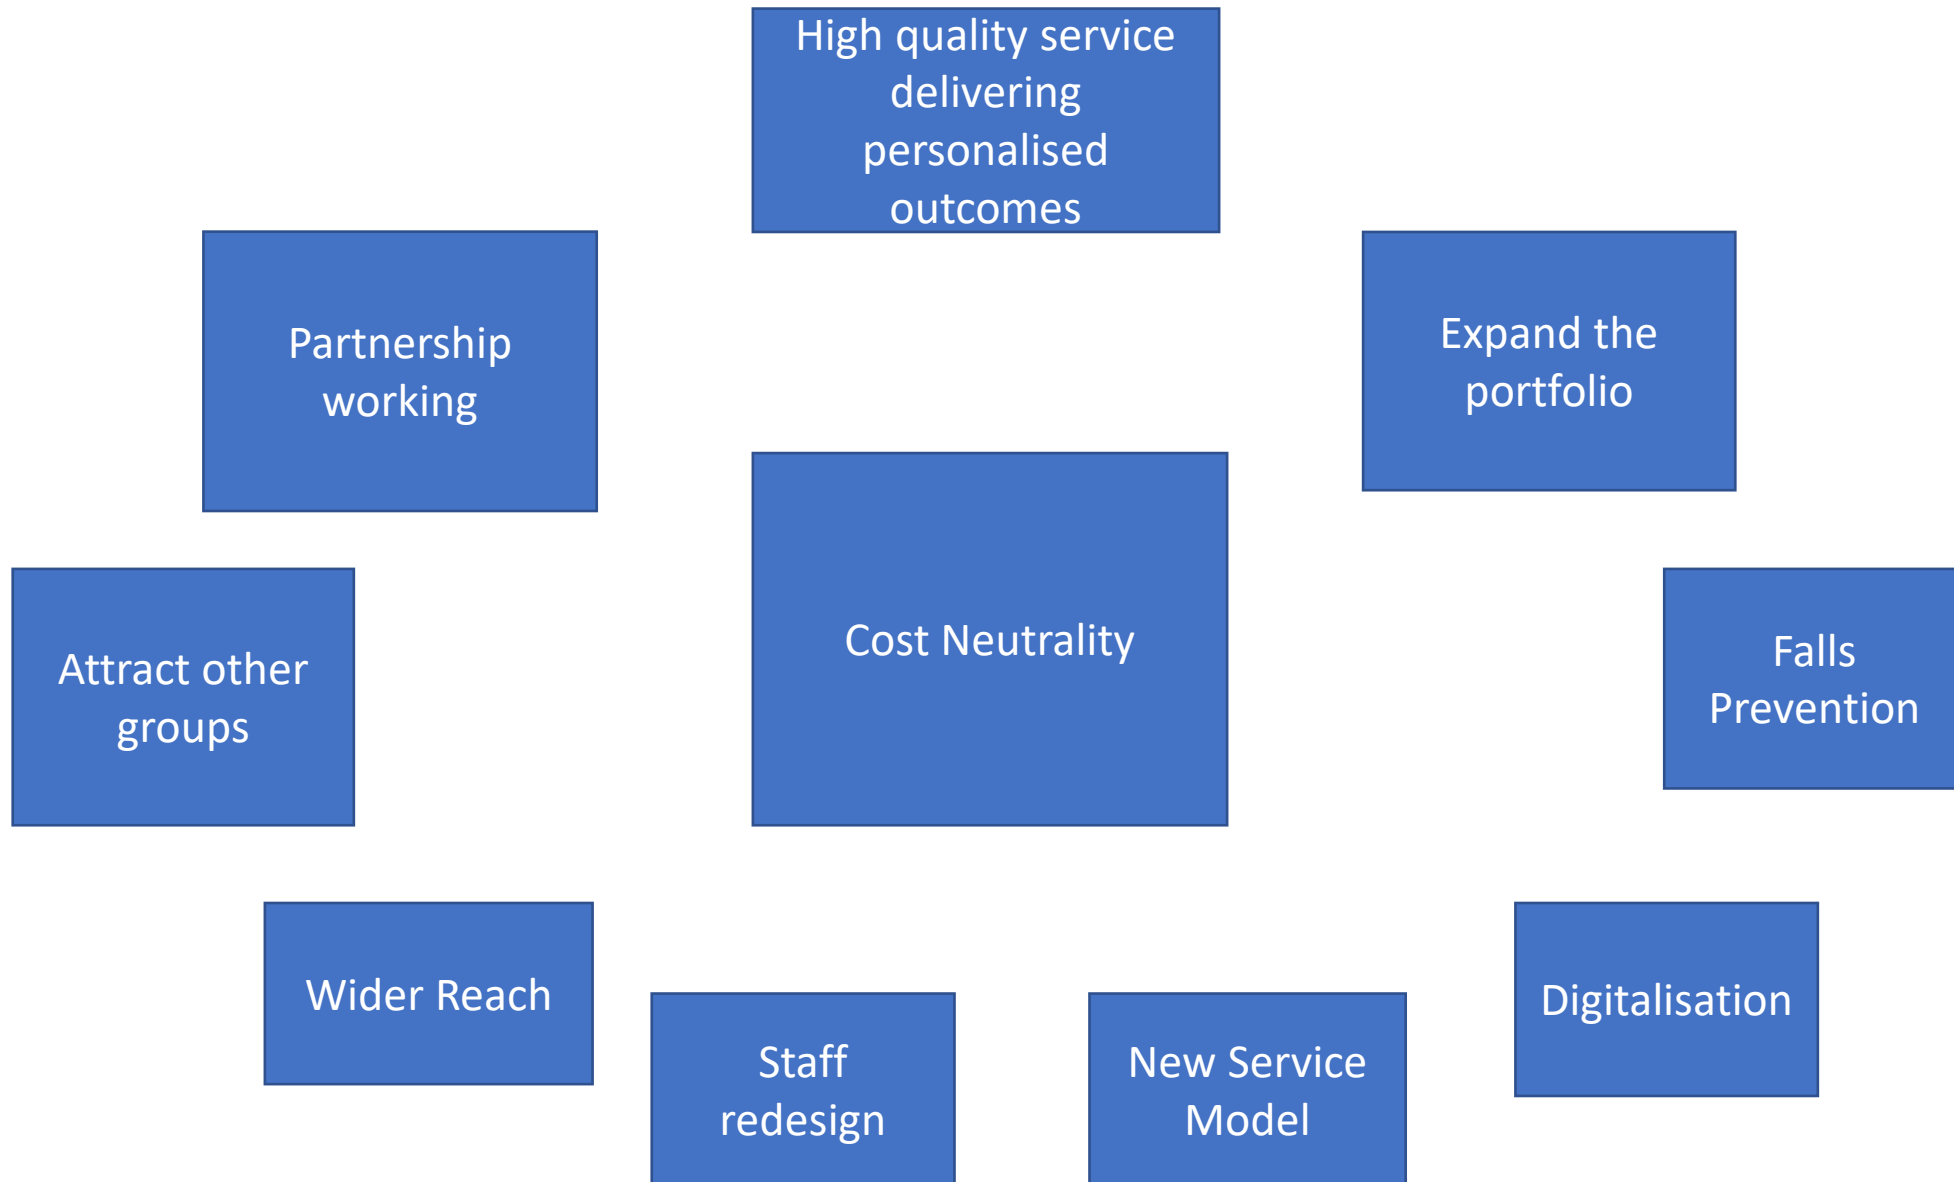 High quality service
delivering
personalised
outcomes
Partnership
working
Expand the
portfolio
Cost Neutrality
Attract other
groups
Falls
Prevention
Wider Reach
Digitalisation
Staff
redesign
New Service
Model